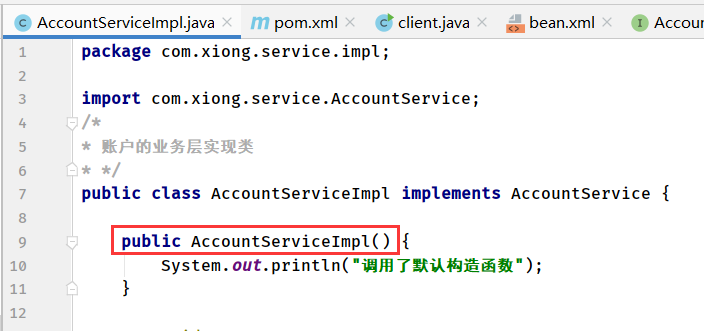 AccountServiceImpl.java × pom.xml × client.java × bean.xml × Accou
1 package com.xiong.service.impl;
2
3 import com.xiong.service.AccountService;
4 /*
5 * 账户的业务层实现类
6 * */
7 public class AccountServiceImpl implements AccountService {
8
9 public AccountServiceImpl() {
10 System.out.println("调用了默认构造函数");
11 }
12